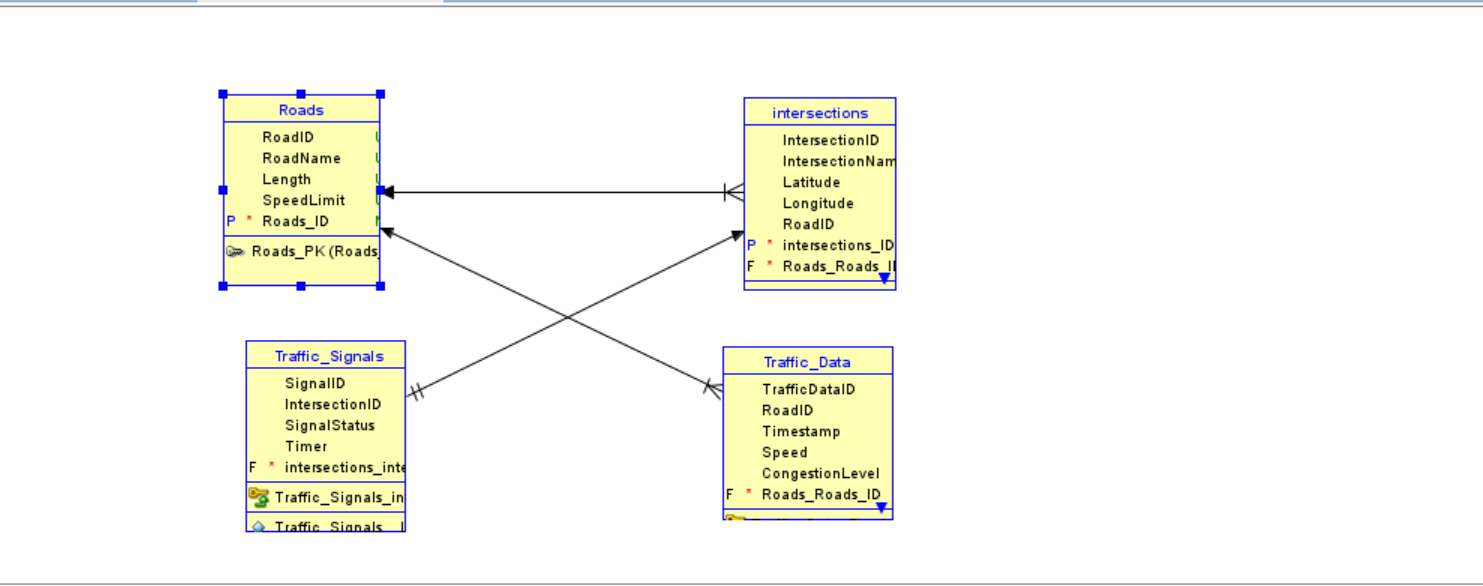 Roads
RoadID
RoadName
Length
SpeedLimit
P * Roads_ID
Roads_PK (Roads_
intersections
IntersectionID
IntersectionNam
Latitude
Longitude
RoadID
P * intersections_ID
F * Roads_Roads_I
Traffic_Signals
SignalID
IntersectionID
SignalStatus
Timer
F * intersections_inte
Traffic_Signals_in
Traffic_Signals_
Traffic_Data
TrafficDataID
RoadID
Timestamp
Speed
CongestionLevel
F * Roads_Roads_ID